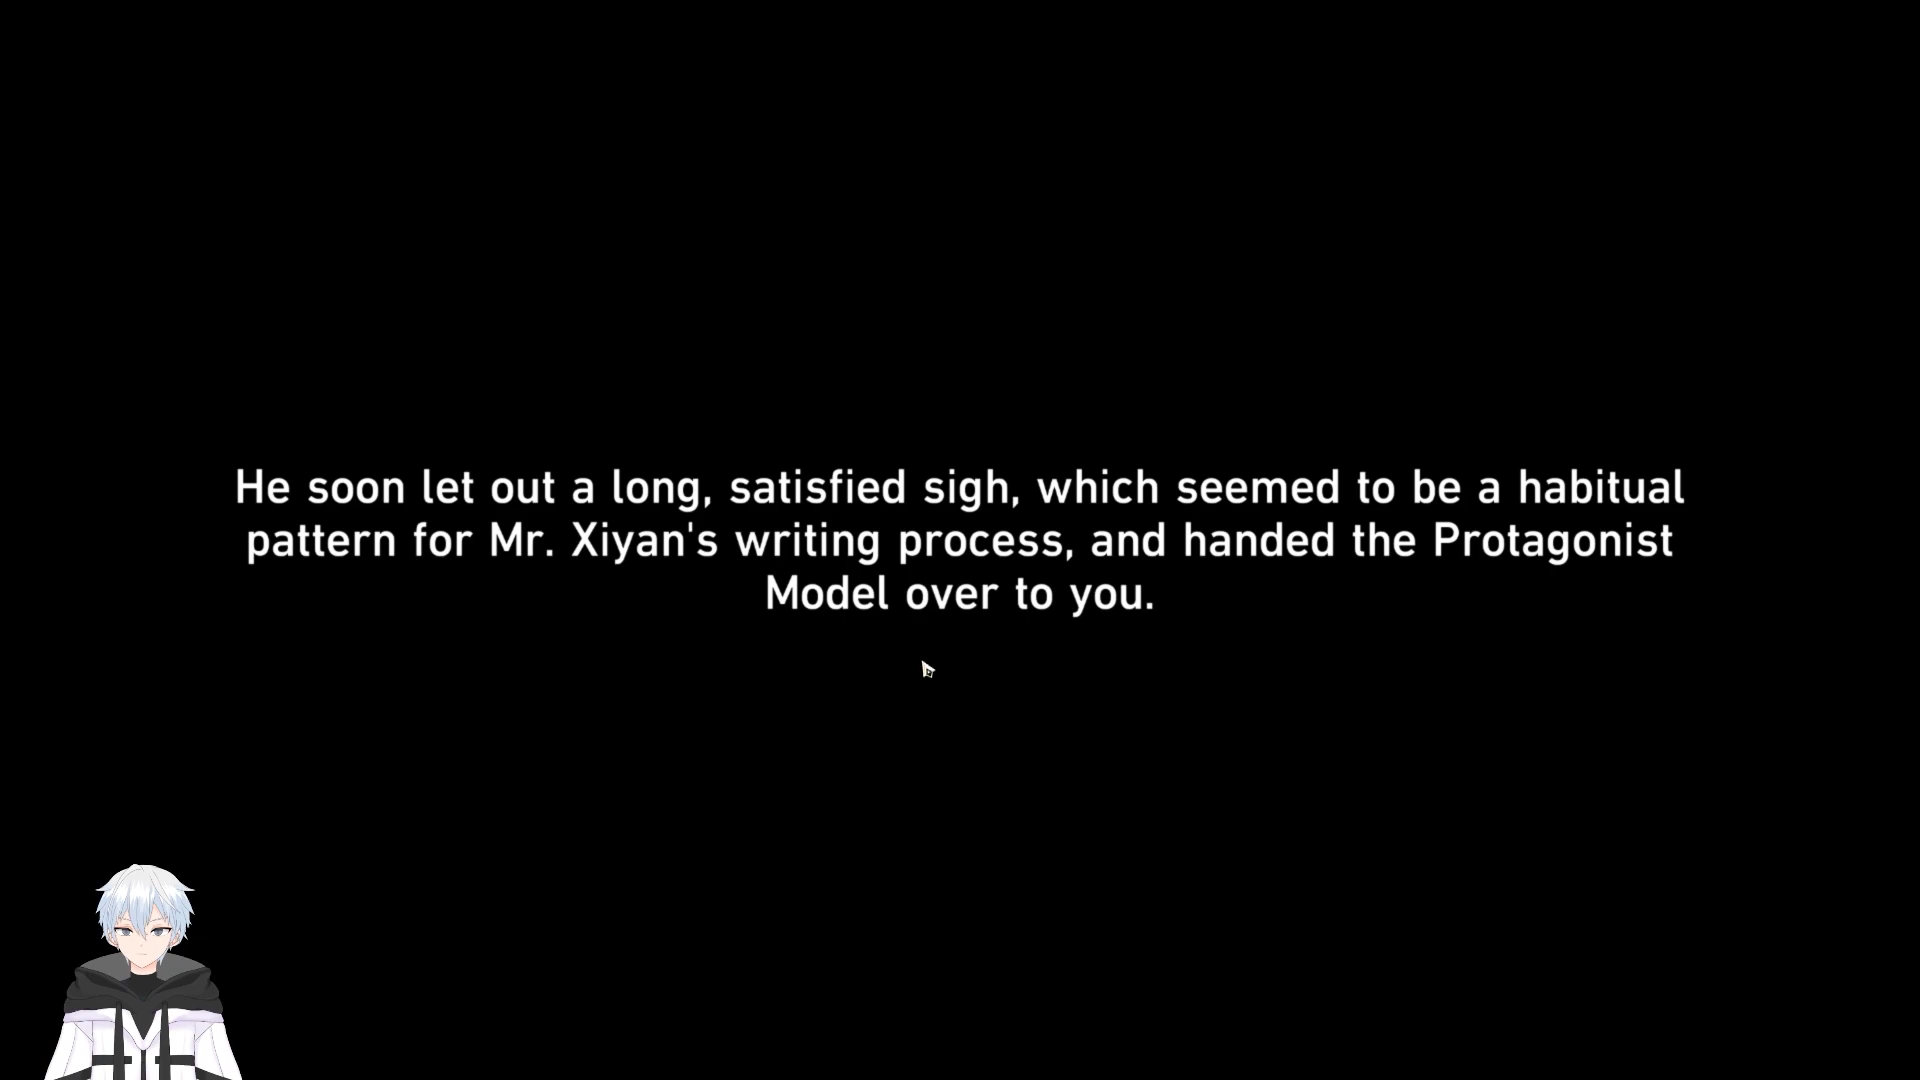 He soon let out a long, satisfied sigh, which seemed to be a habitual
pattern for Mr. Xiyan's writing process, and handed the Protagonist
Model over to you.